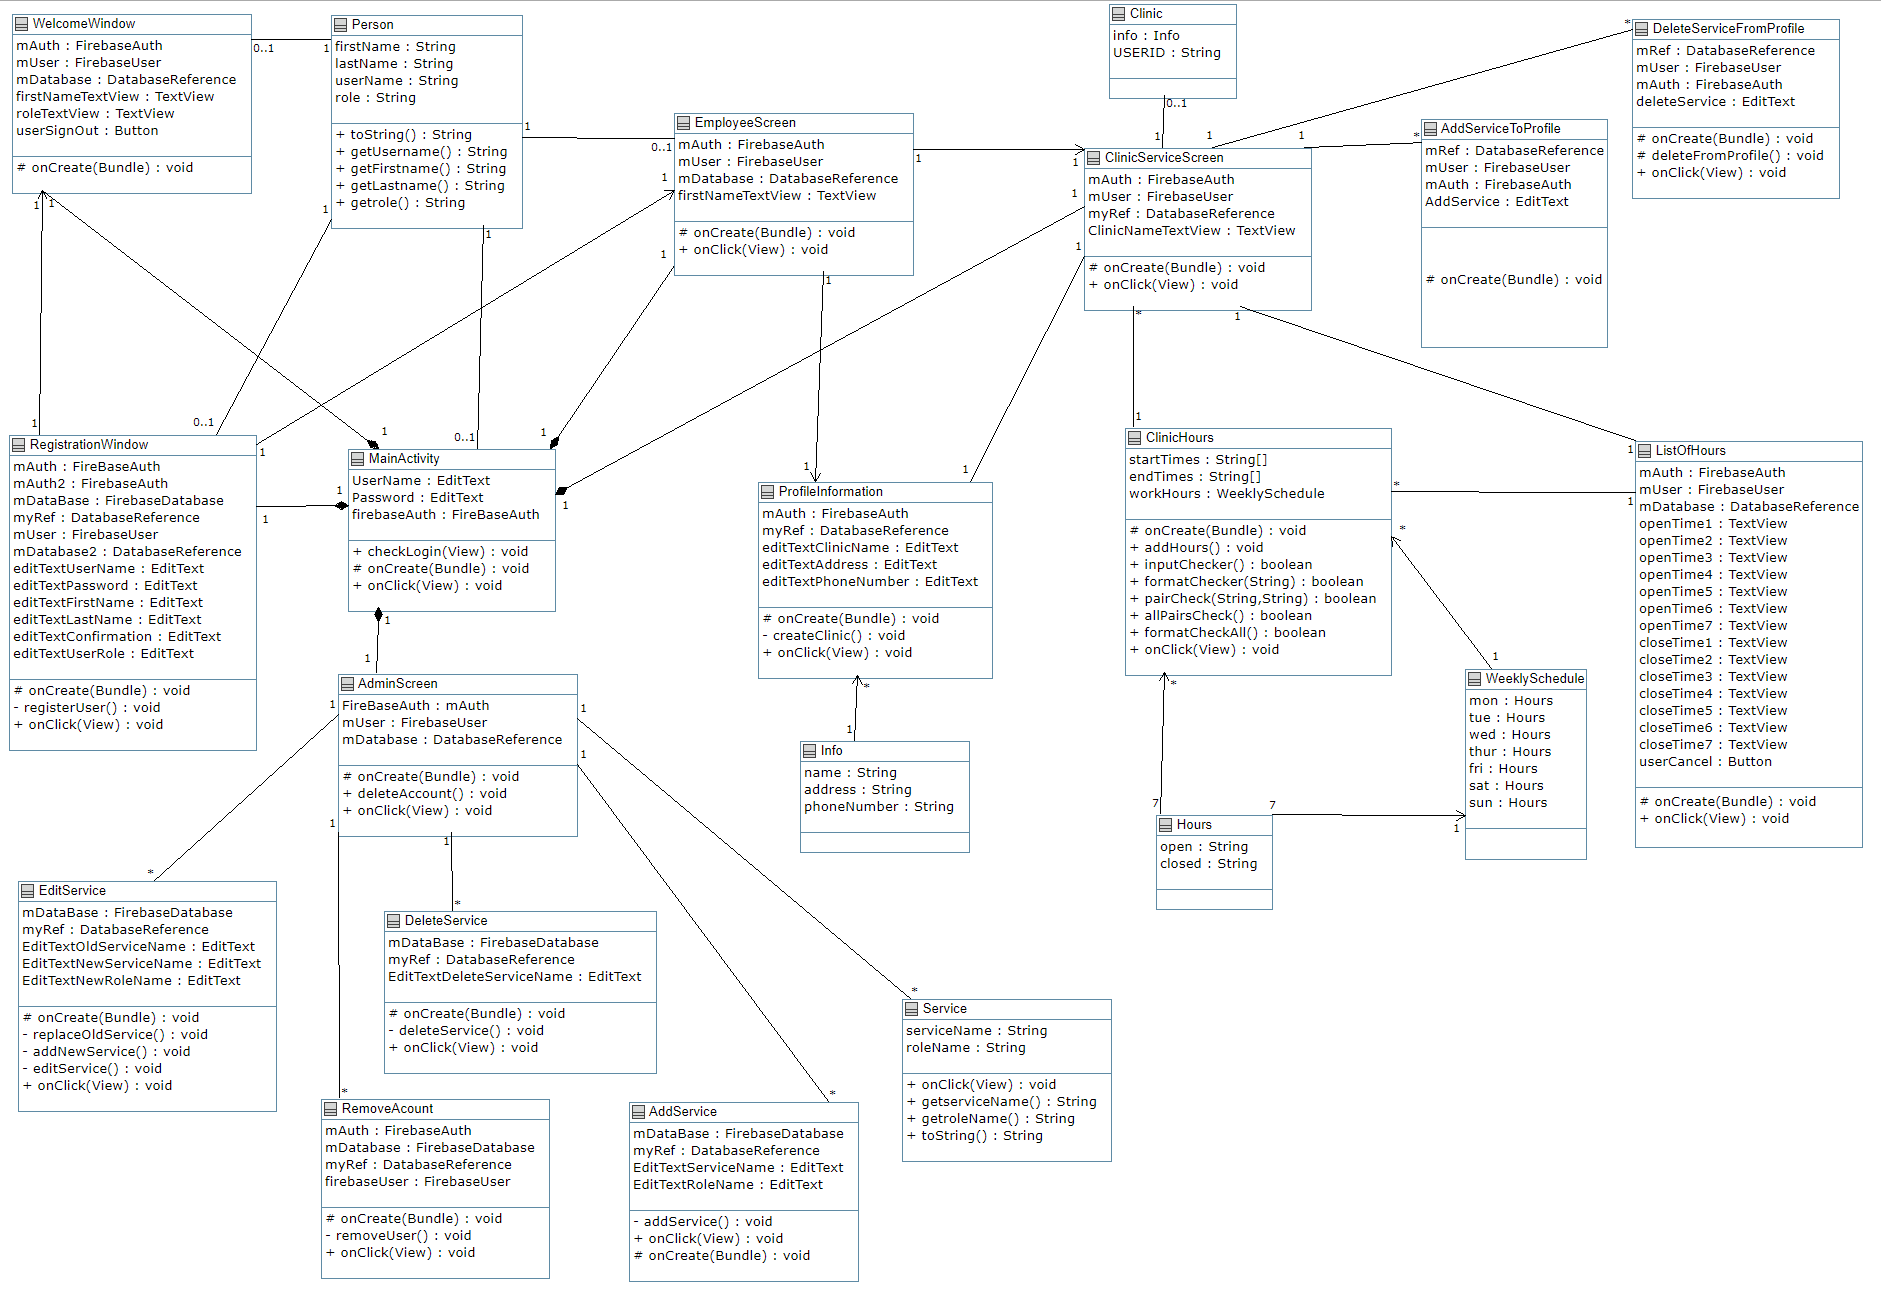 WelcomeWindow
mAuth : FirebaseAuth
mUser : FirebaseUser
mDatabase : DatabaseReference
firstNameTextView : TextView
roleTextView : TextView
userSignOut : Button
# onCreate(Bundle) : void
0..1
1
1
1
Person
firstName : String
lastName : String
userName : String
role : String
+ toString() : String
+ getUsername() : String
+ getFirstname() : String
+ getLastname() : String
+ getrole() : String
1
0..1
1
1
EmployeeScreen
mAuth : FirebaseAuth
mUser : FirebaseUser
mDatabase : DatabaseReference
firstNameTextView : TextView
# onCreate(Bundle) : void
+ onClick(View) : void
1
1
1
1
1
Clinic
info : Info
USERID : String
0..1
1
1
1
*
*
ClinicServiceScreen
mAuth : FirebaseAuth
mUser : FirebaseUser
myRef : DatabaseReference
ClinicNameTextView : TextView
# onCreate(Bundle) : void
+ onClick(View) : void
1
1
*
1
AddServiceToProfile
mRef : DatabaseReference
mUser : FirebaseUser
mAuth : FirebaseAuth
AddService : EditText
# onCreate(Bundle) : void
DeleteServiceFromProfile
mRef : DatabaseReference
mUser : FirebaseUser
mAuth : FirebaseAuth
deleteService : EditText
# onCreate(Bundle) : void
# deleteFromProfile() : void
+ onClick(View) : void
1
0..1
RegistrationWindow
mAuth : FireBaseAuth
mAuth2 : FirebaseAuth
mDataBase : FirebaseDatabase
myRef : DatabaseReference
mUser : FirebaseUser
mDatabase2 : DatabaseReference
editTextUserName : EditText
editTextPassword : EditText
editTextFirstName : EditText
editTextLastName : EditText
editTextConfirmation : EditText
editTextUserRole : EditText
# onCreate(Bundle) : void
- registerUser() : void
+ onClick(View) : void
1
1
1
1
0..1
1
1
MainActivity
UserName : EditText
Password : EditText
firebaseAuth : FireBaseAuth
+ checkLogin(View) : void
# onCreate(Bundle) : void
+ onClick(View) : void
1
1
1
1
ProfileInformation
mAuth : FirebaseAuth
myRef : DatabaseReference
editTextClinicName : EditText
editTextAddress : EditText
editTextPhoneNumber : EditText
# onCreate(Bundle) : void
- createClinic() : void
+ onClick(View) : void
*
1
Info
name : String
address : String
phoneNumber : String
1
ClinicHours
startTimes : String[]
endTimes : String[]
workHours : WeeklySchedule
# onCreate(Bundle) : void
+ addHours() : void
+ inputChecker() : boolean
+ formatChecker(String) : boolean
+ pairCheck(String,String) : boolean
+ allPairsCheck() : boolean
+ formatCheckAll() : boolean
+ onClick(View) : void
*
*
*
1
1
ListOfHours
mAuth : FirebaseAuth
mUser : FirebaseUser
mDatabase : DatabaseReference
openTime1 : TextView
openTime2 : TextView
openTime3 : TextView
openTime4 : TextView
openTime5 : TextView
openTime6 : TextView
openTime7 : TextView
closeTime1 : TextView
closeTime2 : TextView
closeTime3 : TextView
closeTime4 : TextView
closeTime5 : TextView
closeTime6 : TextView
closeTime7 : TextView
userCancel : Button
# onCreate(Bundle) : void
+ onClick(View) : void
1
WeeklySchedule
mon : Hours
tue : Hours
wed : Hours
thur : Hours
fri : Hours
sat : Hours
sun : Hours
7
7
1
Hours
open : String
closed : String
AdminScreen
FireBaseAuth : mAuth
mUser : FirebaseUser
mDatabase : DatabaseReference
# onCreate(Bundle) : void
+ deleteAccount() : void
+ onClick(View) : void
1
1
1
1
1
*
*
*
*
*
EditService
mDataBase : FirebaseDatabase
myRef : DatabaseReference
EditTextOldServiceName : EditText
EditTextNewServiceName : EditText
EditTextNewRoleName : EditText
# onCreate(Bundle) : void
- replaceOldService() : void
- addNewService() : void
- editService() : void
+ onClick(View) : void
DeleteService
mDataBase : FirebaseDatabase
myRef : DatabaseReference
EditTextDeleteServiceName : EditText
# onCreate(Bundle) : void
- deleteService() : void
+ onClick(View) : void
Service
serviceName : String
roleName : String
+ onClick(View) : void
+ getserviceName() : String
+ getroleName() : String
+ toString() : String
RemoveAcount
mAuth : FirebaseAuth
mDatabase : FirebaseDatabase
myRef : DatabaseReference
firebaseUser : FirebaseUser
# onCreate(Bundle) : void
- removeUser() : void
+ onClick(View) : void
AddService
mDataBase : FirebaseDatabase
myRef : DatabaseReference
EditTextServiceName : EditText
EditTextRoleName : EditText
- addService() : void
+ onClick(View) : void
# onCreate(Bundle) : void